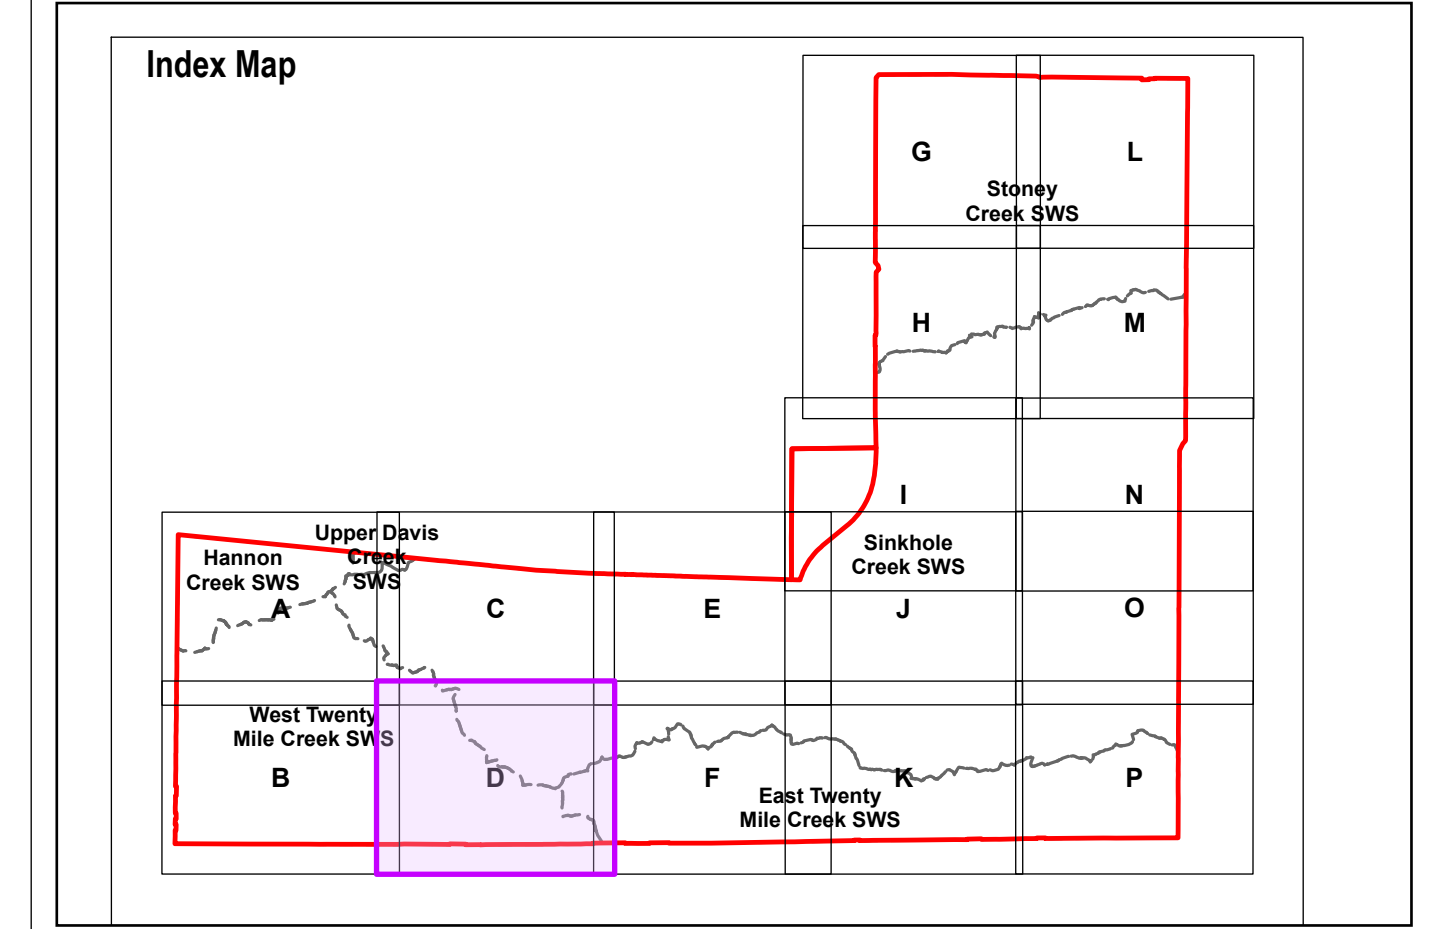 Index Map
G
L
Stoney
Creek SWS
H
M
I
N
Upper Davis
Creek
SWS
Hannon
Creek SWS
Sinkhole
Creek SWS
A
C
E
J
O
West Twenty
Mile Creek SWS
B
D
F
K
P
East Twenty
Mile Creek SWS